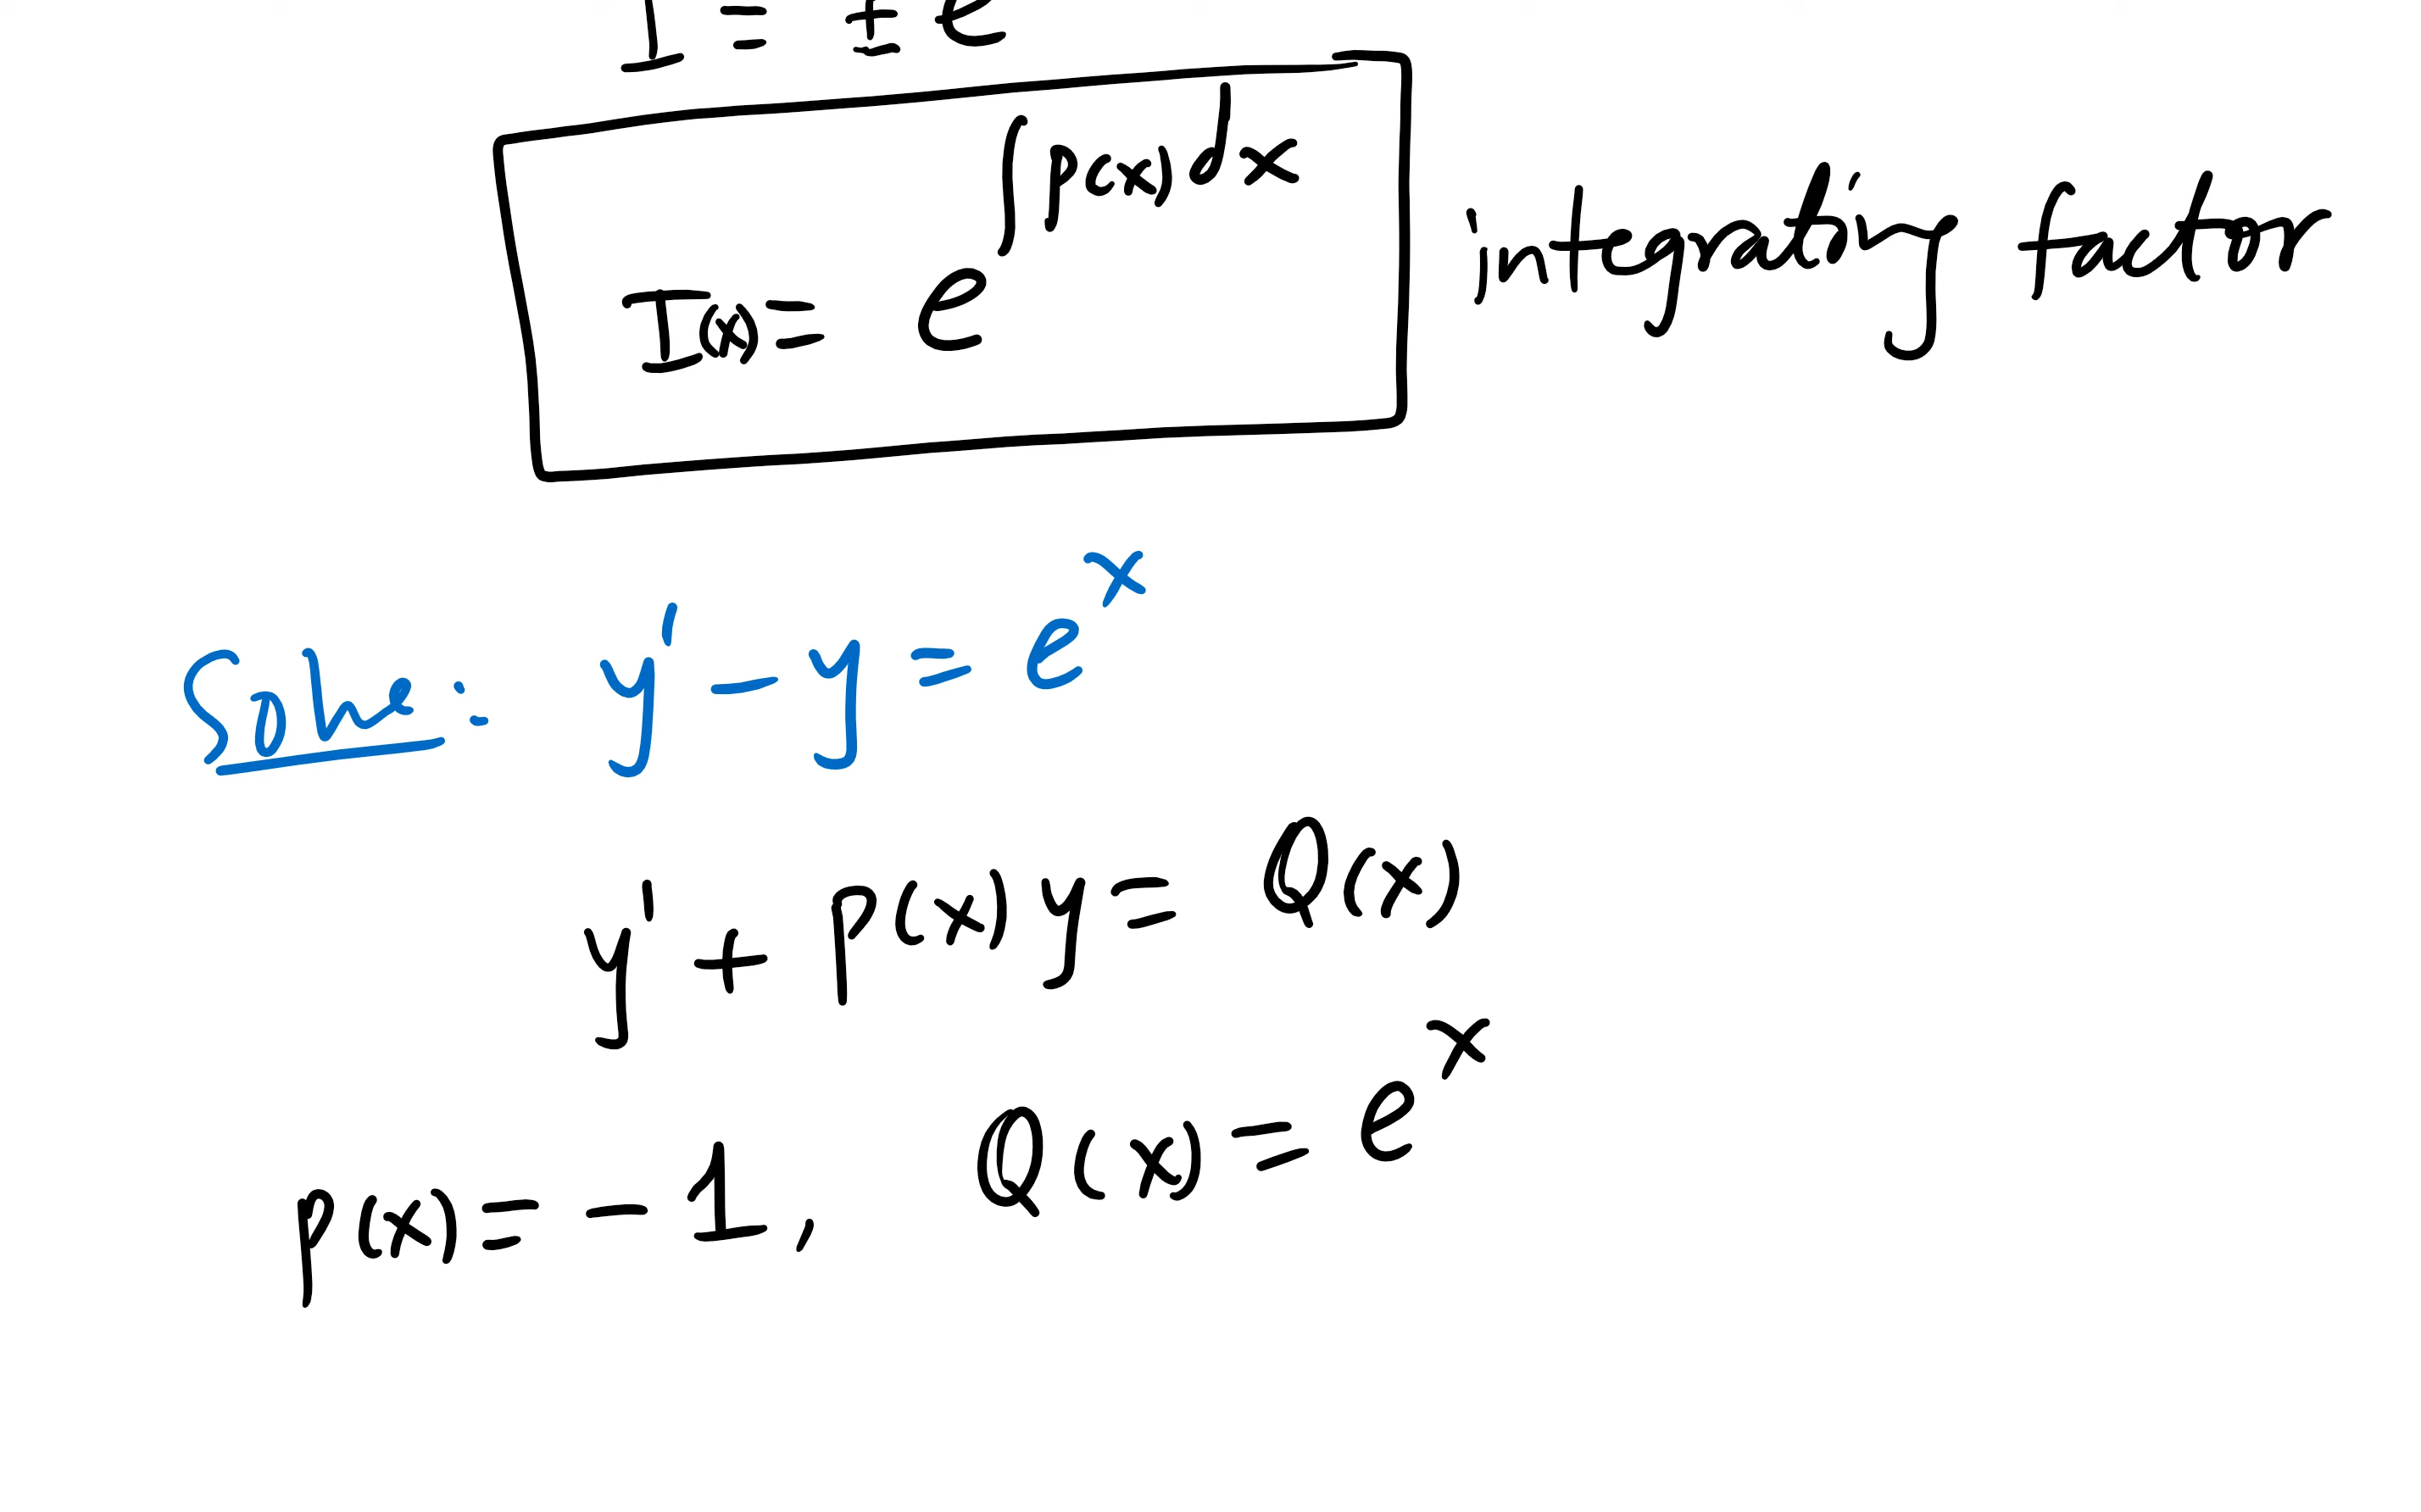 I = ± e
I(x) = e^{∫p(x)dx} integrating factor
Solve: y' - y = e^x
y' + p(x)y = Q(x)
p(x) = -1, Q(x) = e^x